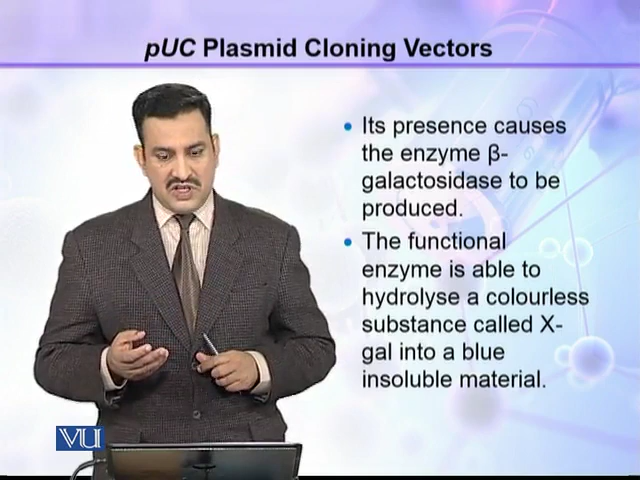 pUC Plasmid Cloning Vectors
• Its presence causes
the enzyme β-
galactosidase to be
produced.
• The functional
enzyme is able to
hydrolyse a colourless
substance called X-
gal into a blue
insoluble material.
VU